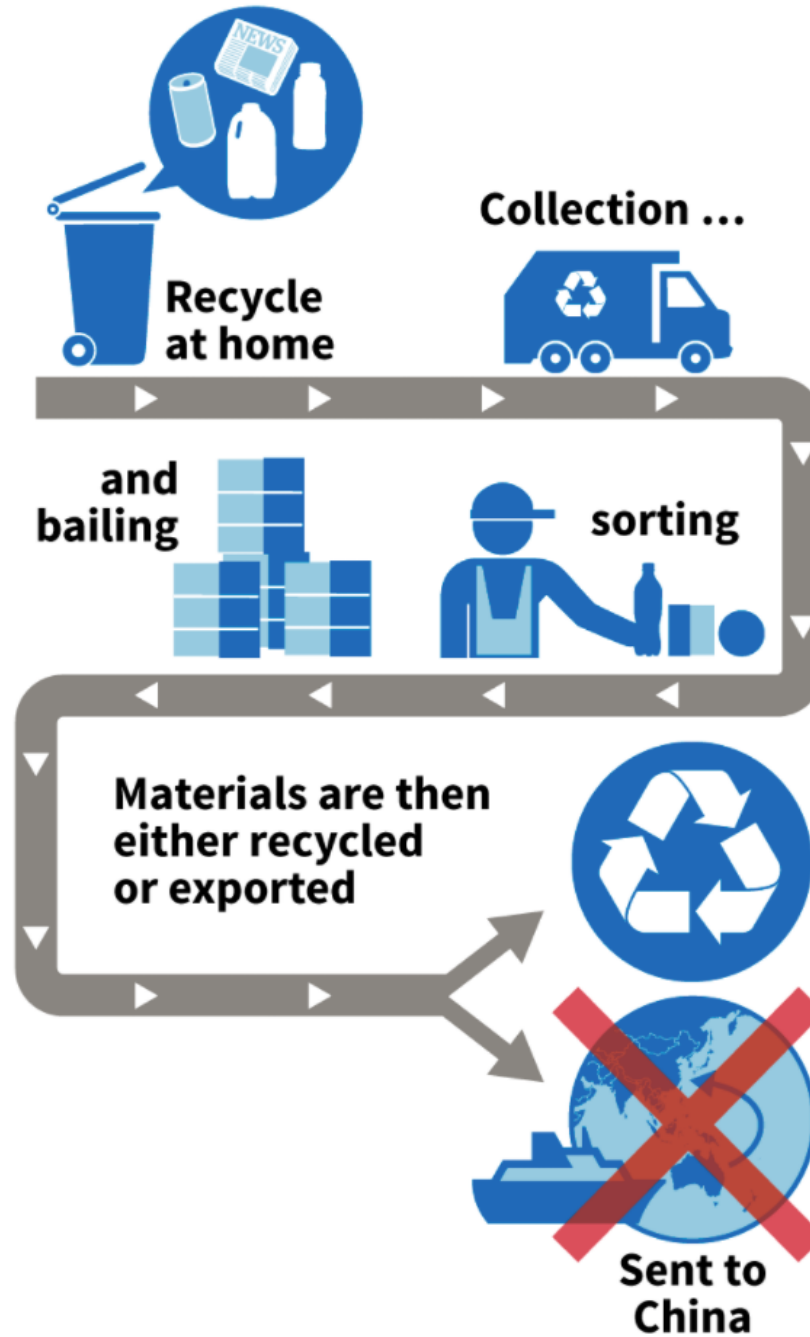 NEWS
Recycle
at home
Collection ...
sorting
and
bailing
Materials are then
either recycled
or exported
Sent to
China